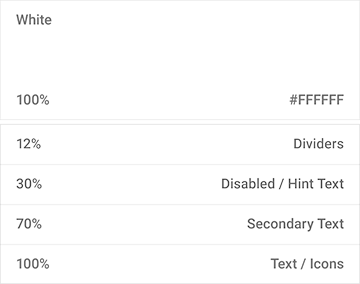 White
100% #FFFFFF
12% Dividers
30% Disabled / Hint Text
70% Secondary Text
100% Text / Icons